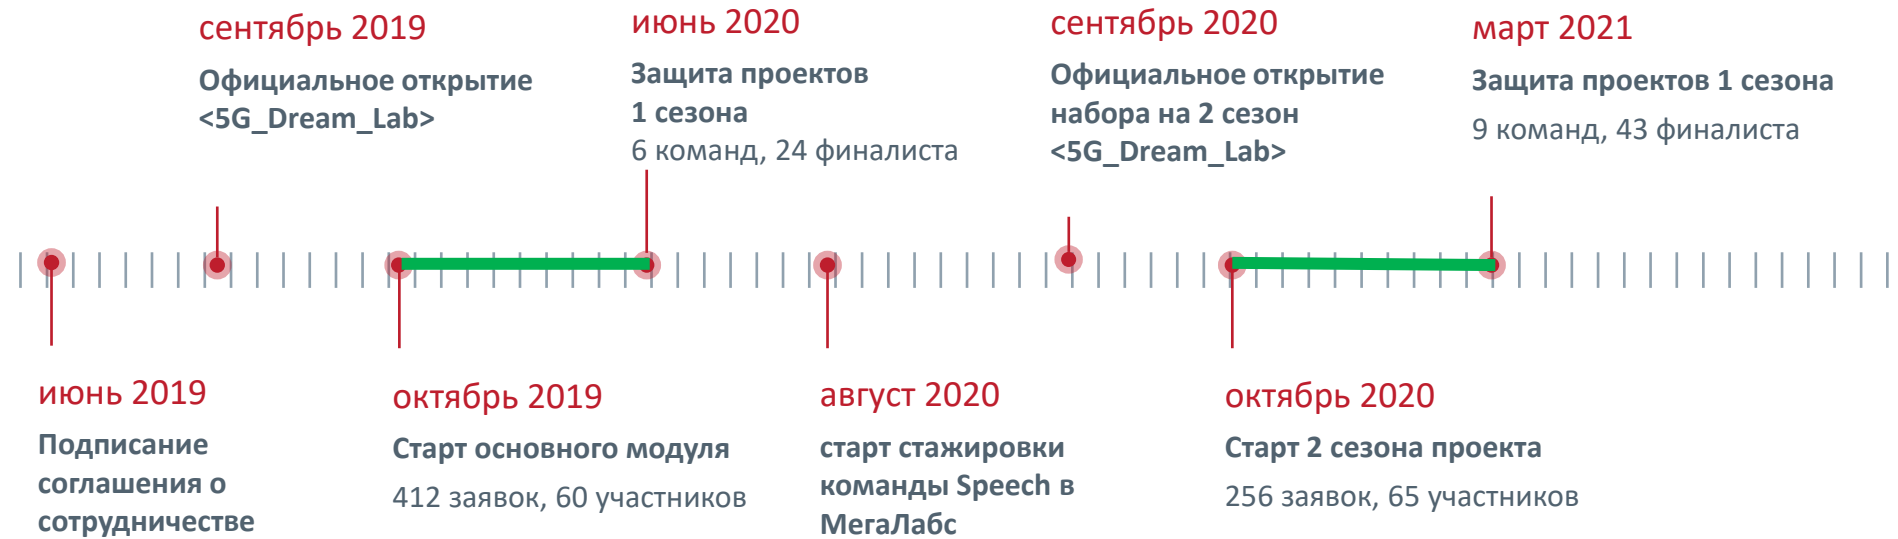 сентябрь 2019
Официальное открытие
<5G_Dream_Lab>
июнь 2020
Защита проектов
1 сезона
6 команд, 24 финалиста
сентябрь 2020
Официальное открытие
набора на 2 сезон
<5G_Dream_Lab>
март 2021
Защита проектов 1 сезона
9 команд, 43 финалиста
июнь 2019
Подписание
соглашения о
сотрудничестве
октябрь 2019
Старт основного модуля
412 заявок, 60 участников
август 2020
старт стажировки
команды Speech в
МегаЛабс
октябрь 2020
Старт 2 сезона проекта
256 заявок, 65 участников